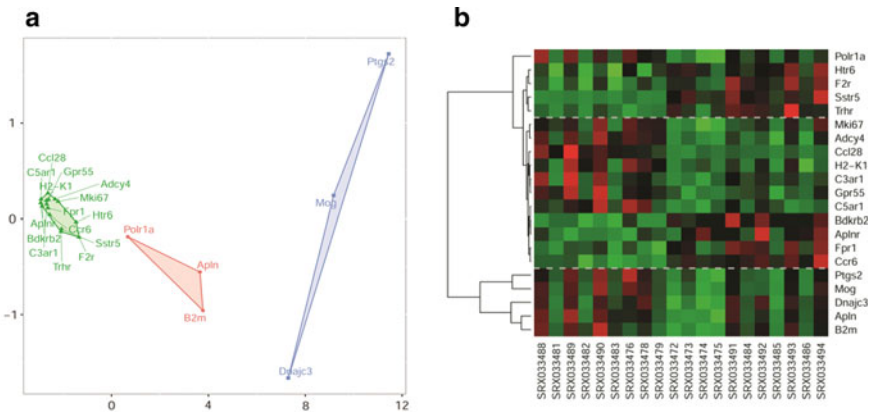 a
Ptgs2
Mog
Dnajc3
Polr1a
Apln
B2m
Ccl28
C5ar1
Gpr55
H2-K1
Adcy4
Mki67
Fpr1
Htr6
Aplnr
Ccr6
Bdkrb2
Sstr5
C3ar1
F2r
Trhr
1
0
-1
0
4
8
12
b
Polr1a
Htr6
F2r
Sstr5
Trhr
Mki67
Adcy4
Ccl28
H2-K1
C3ar1
Gpr55
C5ar1
Bdkrb2
Aplnr
Fpr1
Ccr6
Ptgs2
Mog
Dnajc3
Apln
B2m
SRX033488
SRX033481
SRX033489
SRX033482
SRX033490
SRX033483
SRX033476
SRX033478
SRX033479
SRX033472
SRX033473
SRX033474
SRX033475
SRX033491
SRX033484
SRX033492
SRX033485
SRX033493
SRX033486
SRX033494